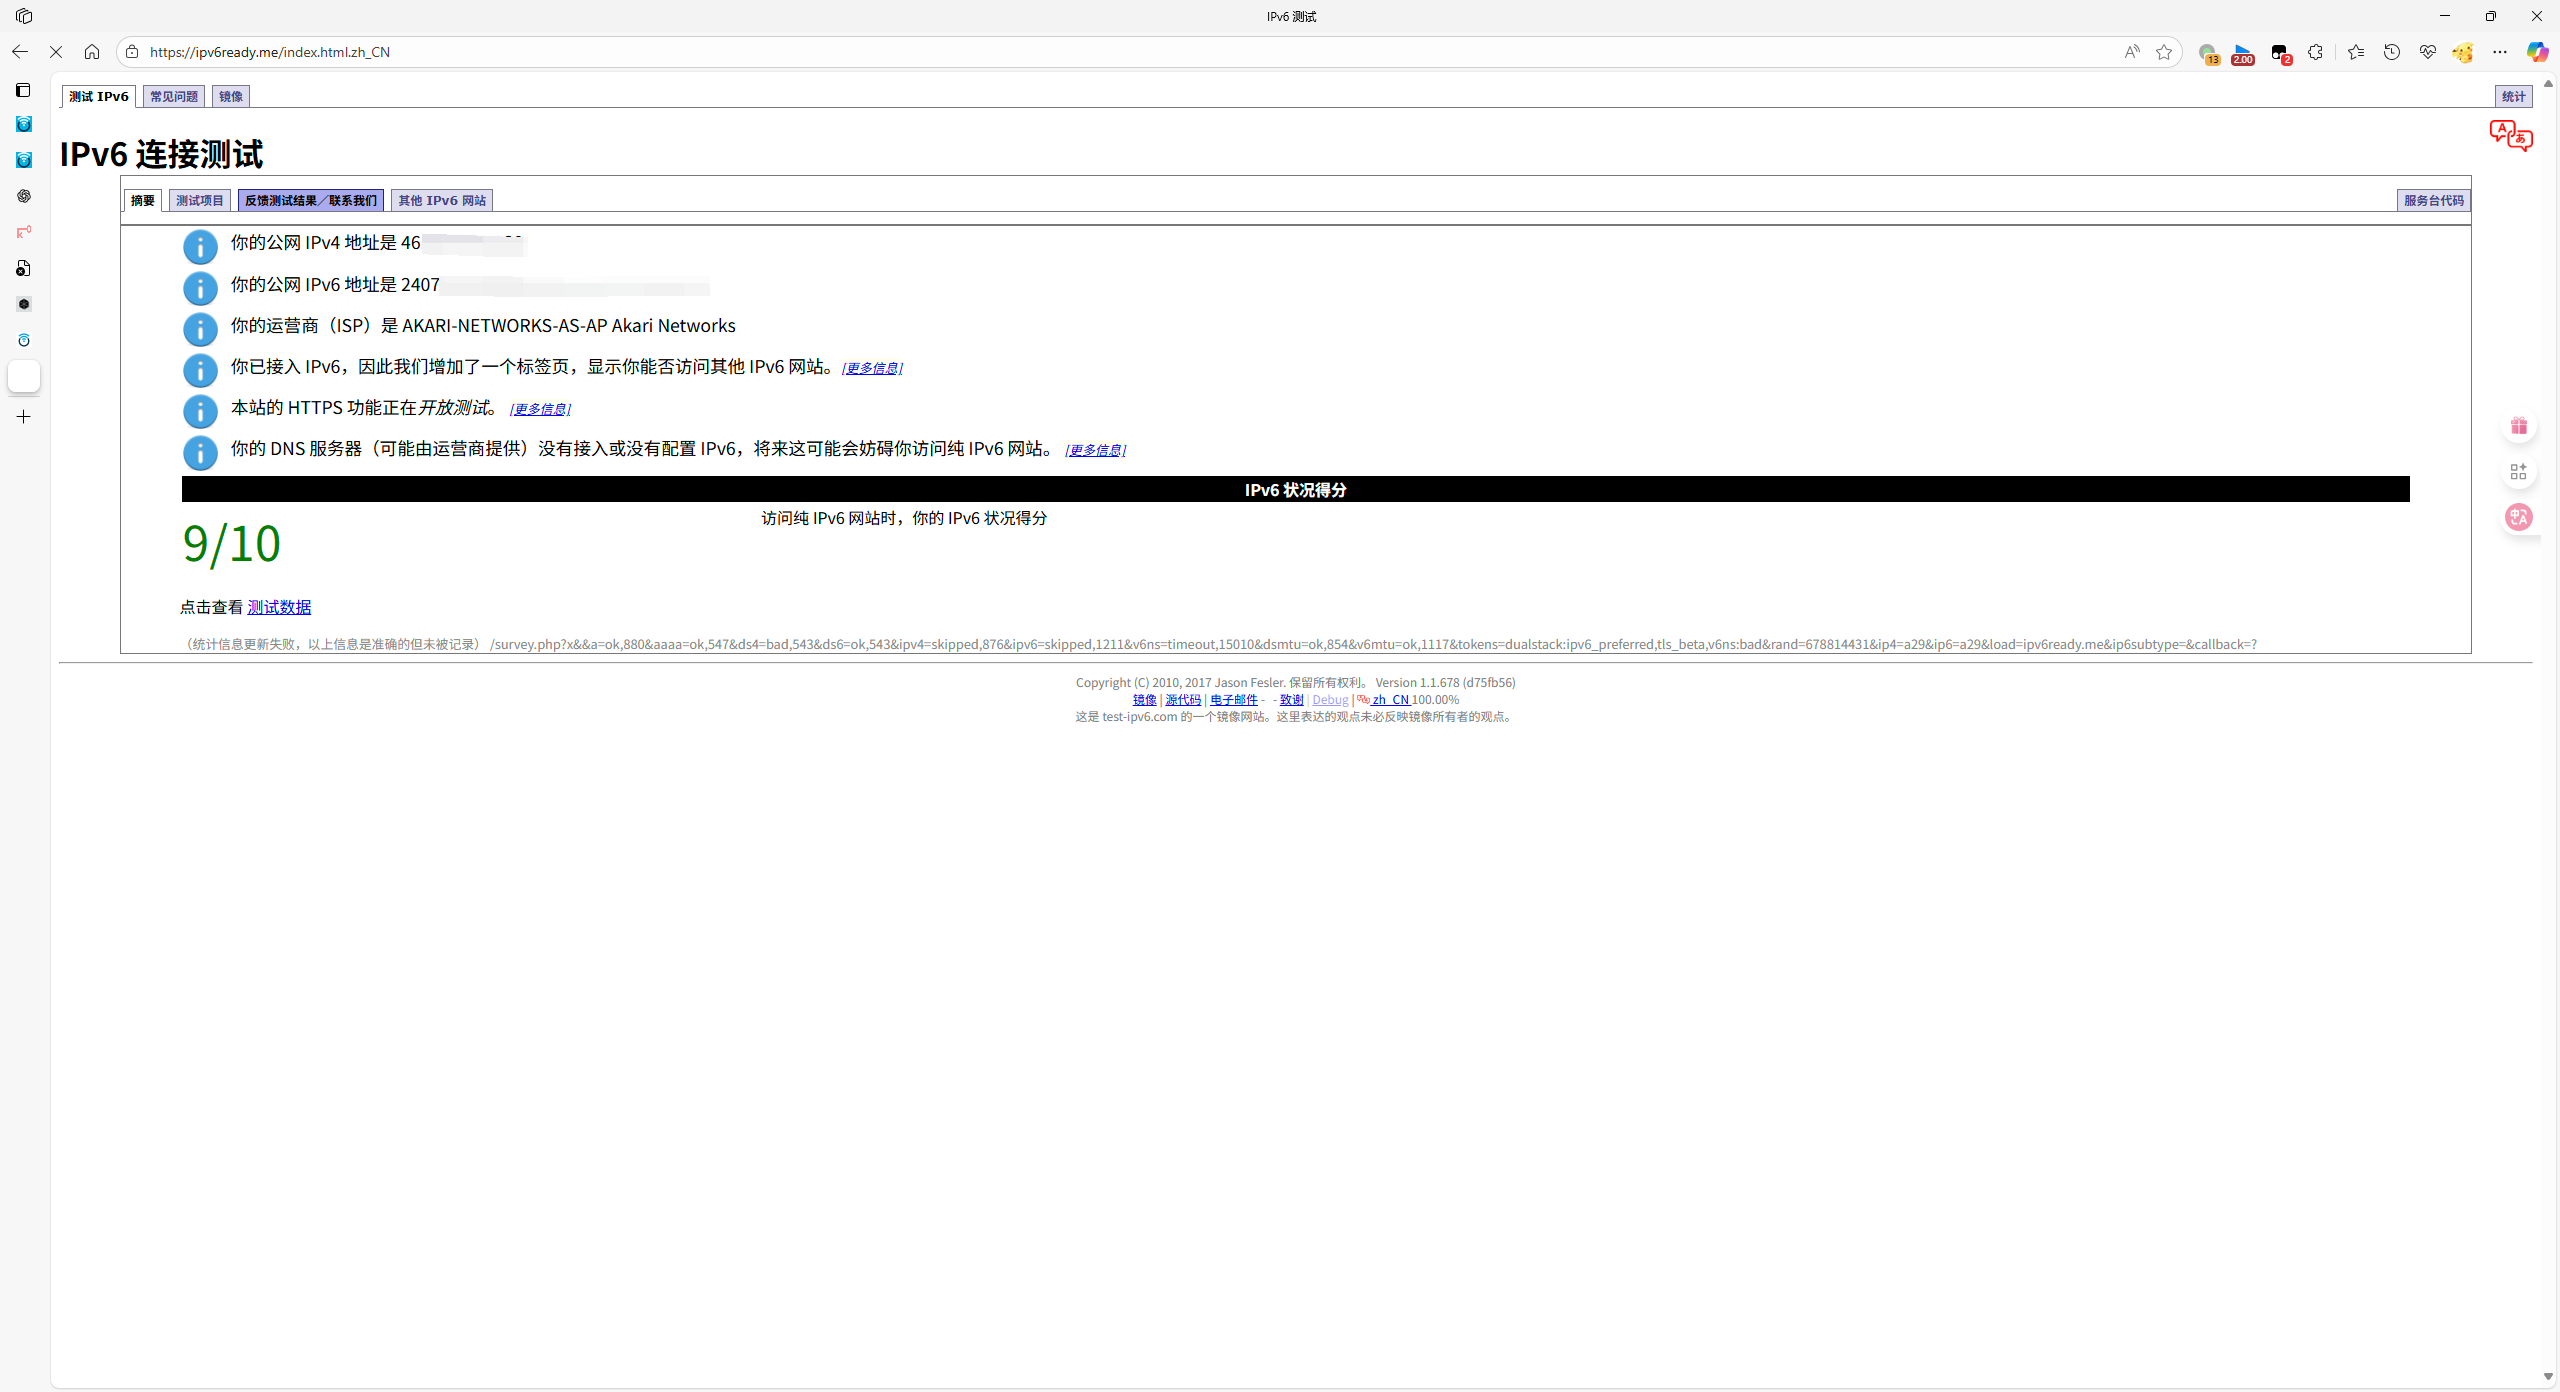 IPv6 测试
https://ipv6ready.me/index.html.zh_CN
13
2.00
2
测试 IPv6
常见问题
镜像
统计
IPv6 连接测试
摘要
测试项目
反馈测试结果／联系我们
其他 IPv6 网站
服务台代码
你的公网 IPv4 地址是 46
你的公网 IPv6 地址是 2407
你的运营商（ISP）是 AKARI-NETWORKS-AS-AP Akari Networks
你已接入 IPv6，因此我们增加了一个标签页，显示你能否访问其他 IPv6 网站。[更多信息]
本站的 HTTPS 功能正在开放测试。 [更多信息]
你的 DNS 服务器（可能由运营商提供）没有接入或没有配置 IPv6，将来这可能会妨碍你访问纯 IPv6 网站。 [更多信息]
IPv6 状况得分
9/10
访问纯 IPv6 网站时，你的 IPv6 状况得分
点击查看 测试数据
（统计信息更新失败，以上信息是准确的但未被记录） /survey.php?x&&a=ok,880&aaaa=ok,547&ds4=bad,543&ds6=ok,543&ipv4=skipped,876&ipv6=skipped,1211&v6ns=timeout,15010&dsmtu=ok,854&v6mtu=ok,1117&tokens=dualstack:ipv6_preferred,tls_beta,v6ns:bad&rand=678814431&ip4=a29&ip6=a29&load=ipv6ready.me&ip6subtype=&callback=?
Copyright (C) 2010, 2017 Jason Fesler. 保留所有权利。 Version 1.1.678 (d75fb56)
镜像 | 源代码 | 电子邮件 - - 致谢 | Debug | zh_CN 100.00%
这是 test-ipv6.com 的一个镜像网站。这里表达的观点未必反映镜像所有者的观点。